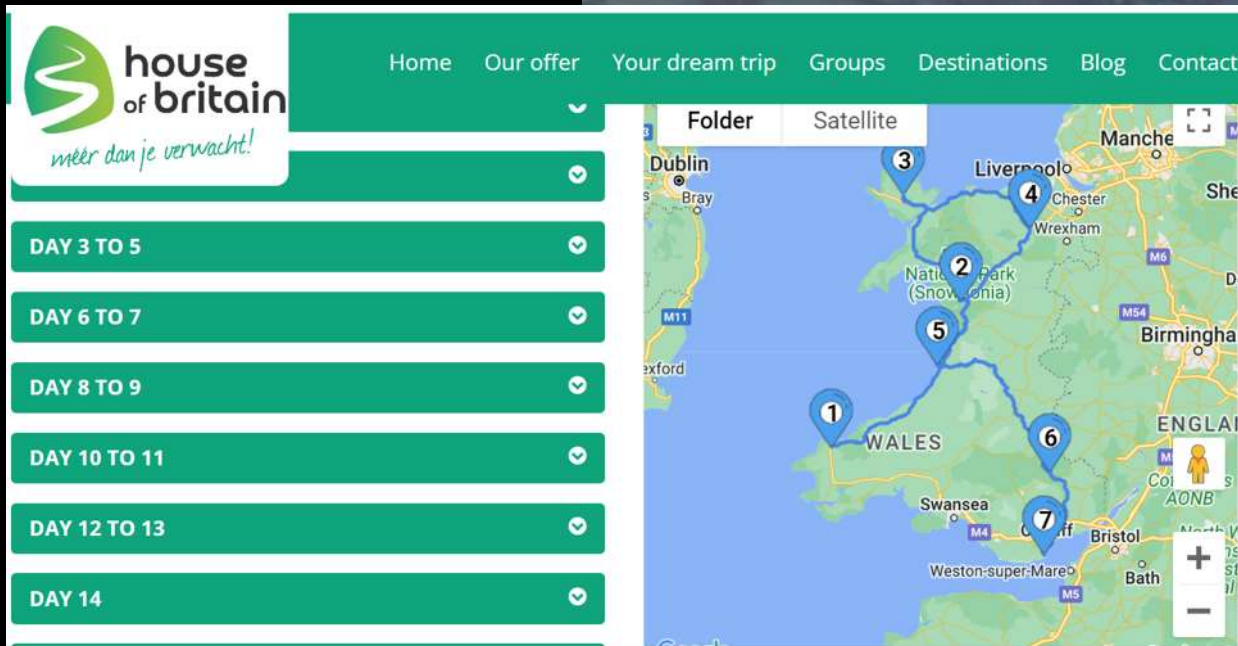 house
of britain
méér dan je verwacht!
Home Our offer Your dream trip Groups Destinations Blog Contact
DAY 3 TO 5
DAY 6 TO 7
DAY 8 TO 9
DAY 10 TO 11
DAY 12 TO 13
DAY 14
Folder Satellite
3
Dublin
Bray
Liverpool
Manche
4
Chester
She
Wrexham
M6
2
Park
(Snowdonia)
M11
M54
5
Birmingha
exford
1
WALES
6
ENGLAN
AONB
Swansea
M4
7
Bristol
Weston-super-Mare
Bath
M5
+
−